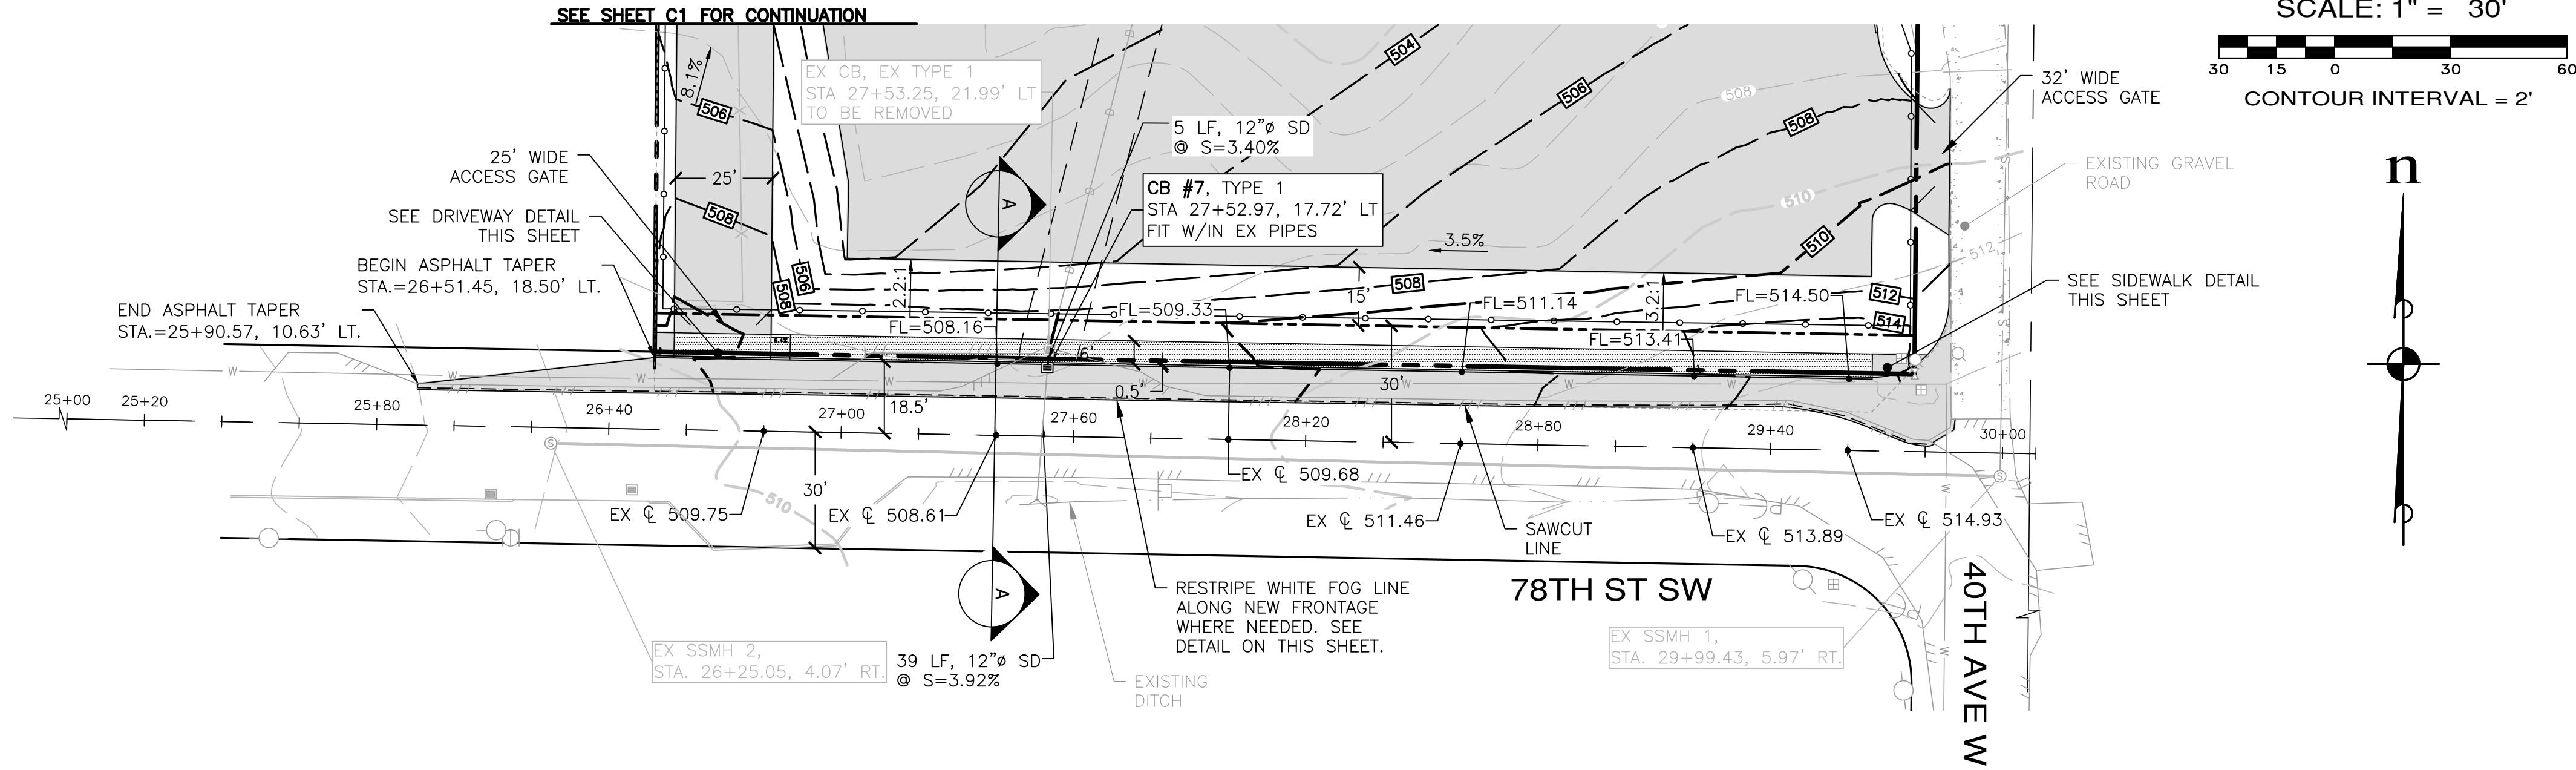 SEE SHEET C1 FOR CONTINUATION
SCALE: 1" = 30'
30 15 0 30 60
CONTOUR INTERVAL = 2'
n
8.1%
506
EX CB, EX TYPE 1
STA 27+53.25, 21.99' LT
TO BE REMOVED
504
506
508
508
32' WIDE
ACCESS GATE
5 LF, 12"ø SD
@ S=3.40%
25' WIDE
ACCESS GATE
25'
EXISTING GRAVEL
ROAD
CB #7, TYPE 1
STA 27+52.97, 17.72' LT
FIT W/IN EX PIPES
508
510
510
512
3.5%
SEE DRIVEWAY DETAIL
THIS SHEET
BEGIN ASPHALT TAPER
STA.=26+51.45, 18.50' LT.
506
508
2.2:1
508
15'
3.2:1
512
514
SEE SIDEWALK DETAIL
THIS SHEET
END ASPHALT TAPER
STA.=25+90.57, 10.63' LT.
FL=508.16
FL=509.33
FL=511.14
FL=513.41
FL=514.50
6'
0.5'
30'
18.5'
W W W W W W W
25+00
25+20
25+80
26+40
27+00
27+60
28+20
28+80
29+40
30+00
A
A
D D D
S S
30'
510
EX ℄ 509.75
EX ℄ 508.61
EX ℄ 509.68
EX ℄ 511.46
EX ℄ 513.89
EX ℄ 514.93
SAWCUT
LINE
RESTRIPE WHITE FOG LINE
ALONG NEW FRONTAGE
WHERE NEEDED. SEE
DETAIL ON THIS SHEET.
78TH ST SW
40TH AVE W
EX SSMH 2,
STA. 26+25.05, 4.07' RT.
39 LF, 12"ø SD
@ S=3.92%
EXISTING
DITCH
EX SSMH 1,
STA. 29+99.43, 5.97' RT.